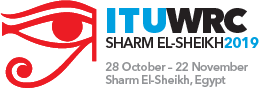 ITUWRC
SHARM EL-SHEIKH2019
28 October – 22 November
Sharm El-Sheikh, Egypt